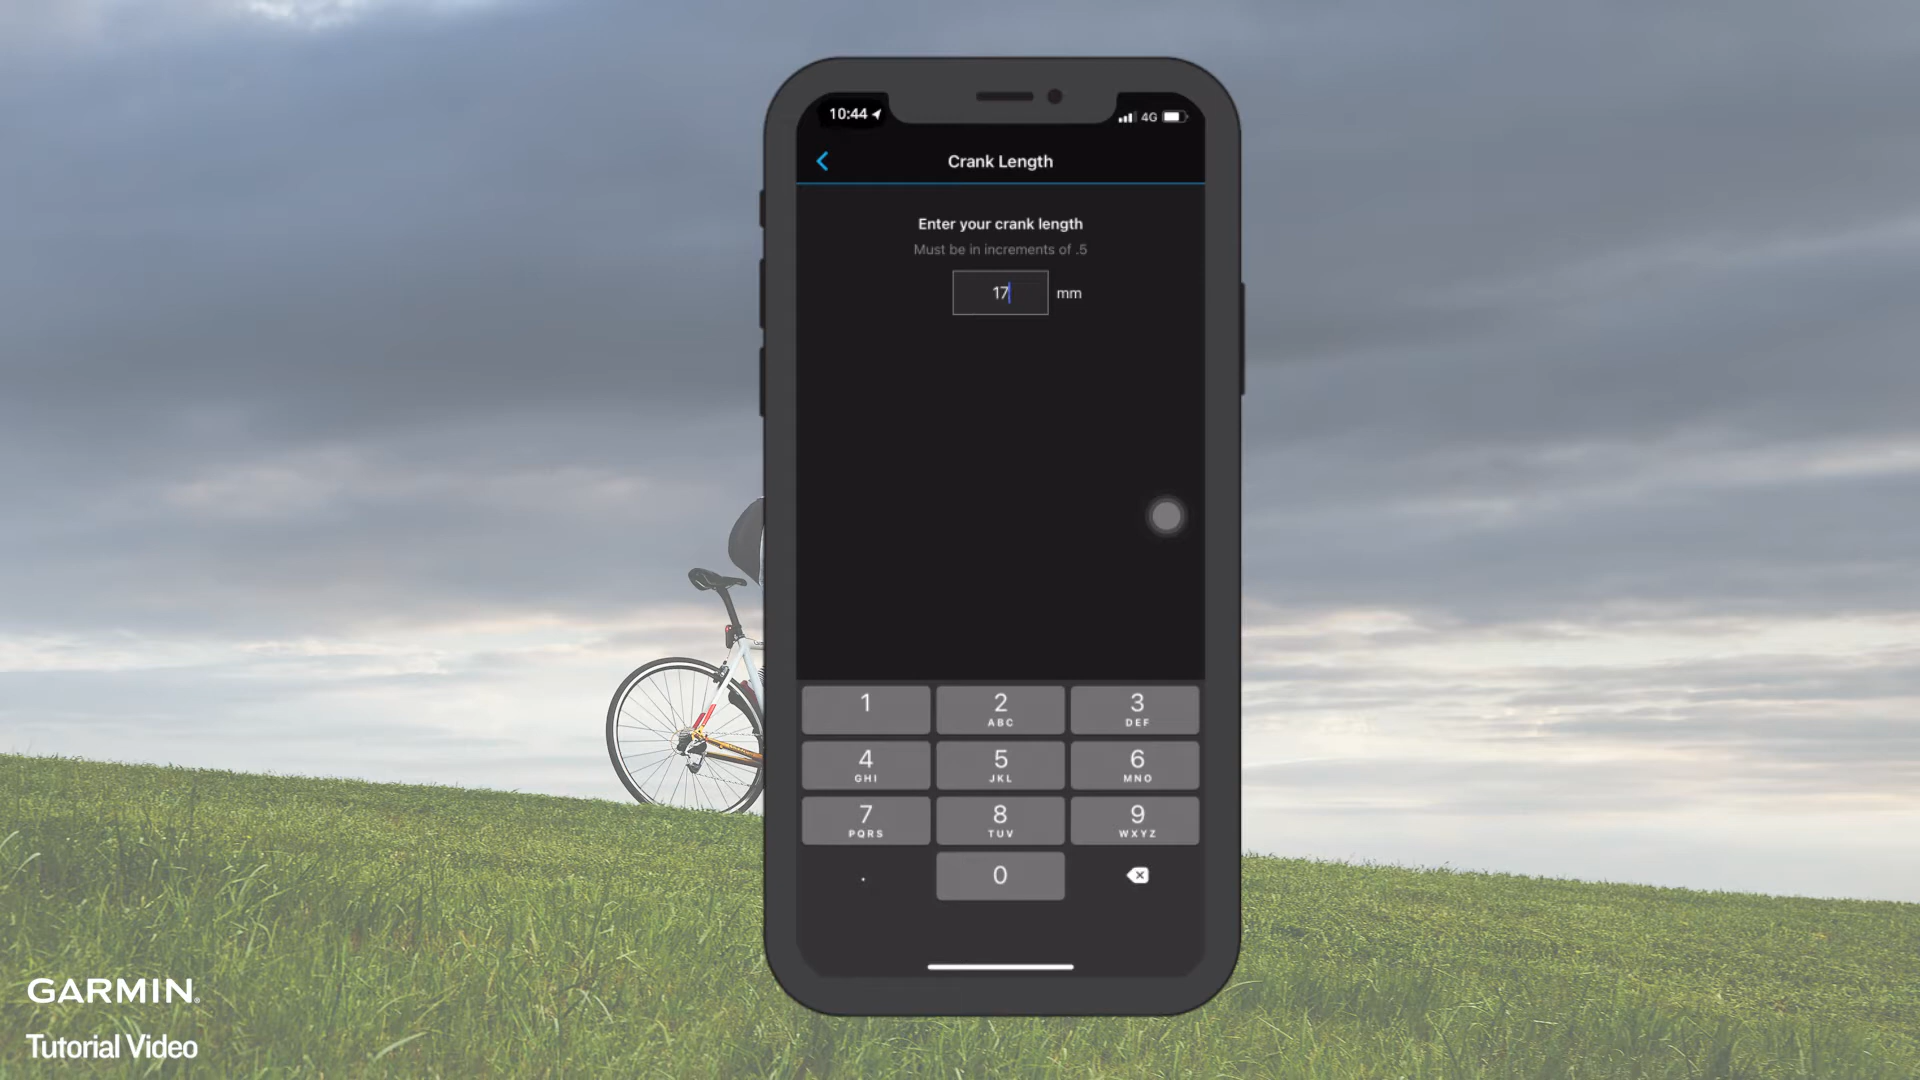 10:44
4G
Crank Length
Enter your crank length
Must be in increments of .5
17 mm
1 2 3
ABC DEF
4 5 6
GHI JKL MNO
7 8 9
PQRS TUV WXYZ
. 0
GARMIN®
Tutorial Video